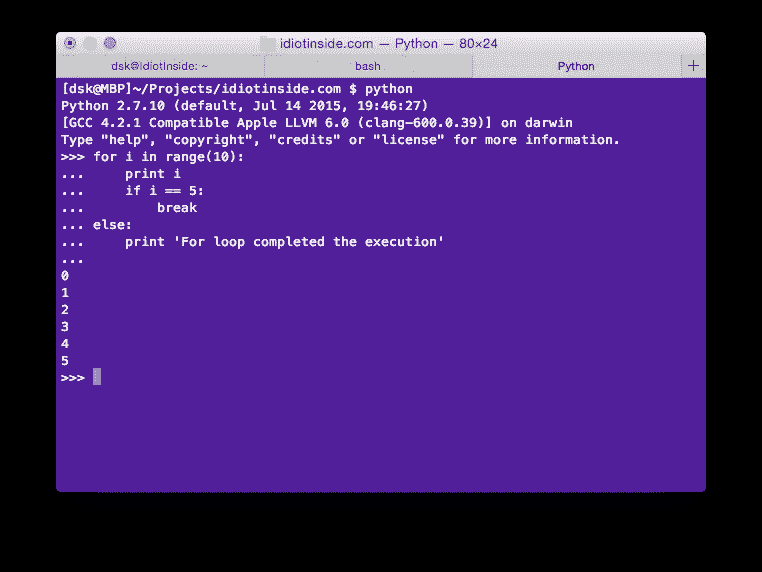 idiotinside.com — Python — 80×24
dsk@IdiotInside: ~ bash Python +
[dsk@MBP]~/Projects/idiotinside.com $ python
Python 2.7.10 (default, Jul 14 2015, 19:46:27)
[GCC 4.2.1 Compatible Apple LLVM 6.0 (clang-600.0.39)] on darwin
Type "help", "copyright", "credits" or "license" for more information.
>>> for i in range(10):
...     print i
...     if i == 5:
...         break
... else:
...     print 'For loop completed the execution'
...
0
1
2
3
4
5
>>>